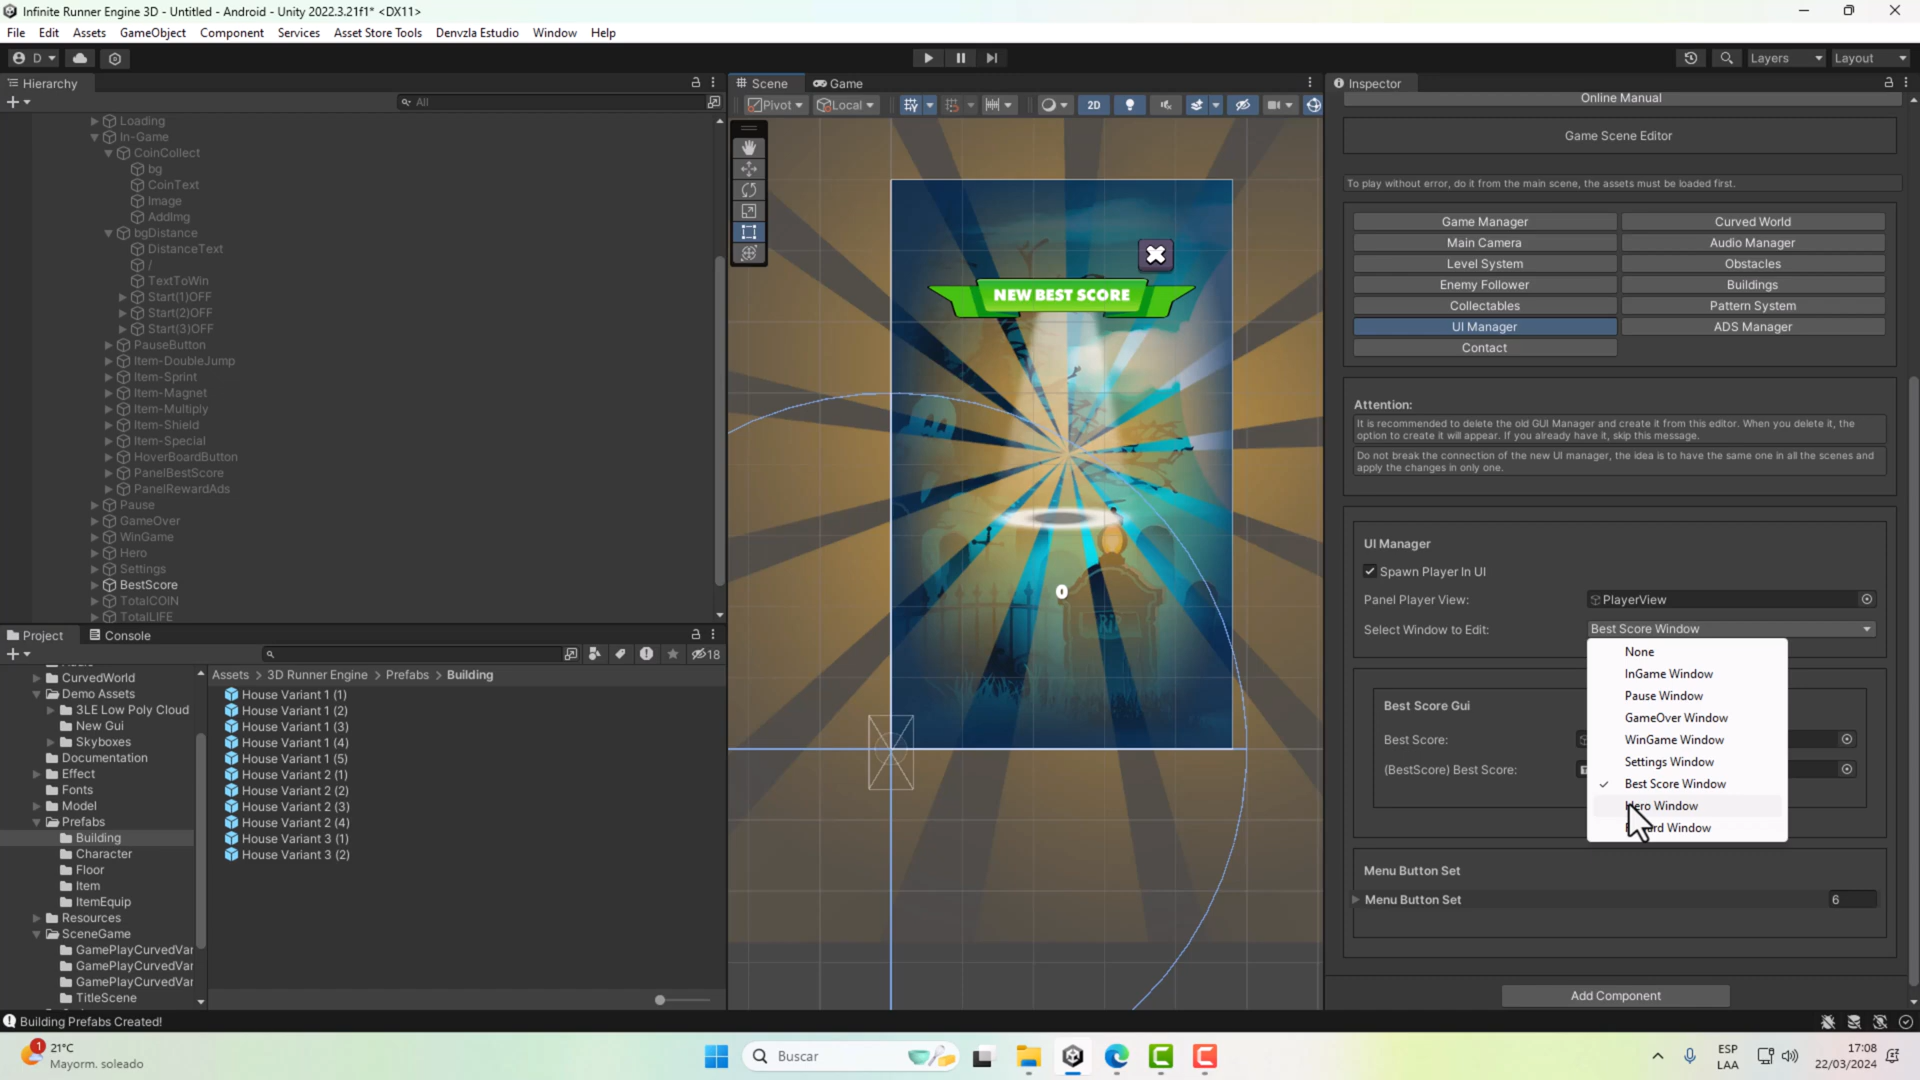 Infinite Runner Engine 3D - Untitled - Android - Unity 2022.3.21f1* <DX11>
File Edit Assets GameObject Component Services Asset Store Tools Denvzla Estudio Window Help
D
Layers
Layout
Hierarchy
All
Loading
In-Game
CoinCollect
bg
CoinText
Image
AddImg
bgDistance
DistanceText
/
TextToWin
Start(1)OFF
Start(2)OFF
Start(3)OFF
PauseButton
Item-DoubleJump
Item-Sprint
Item-Magnet
Item-Multiply
Item-Shield
Item-Special
HoverBoardButton
PanelBestScore
PanelRewardAds
Pause
GameOver
WinGame
Hero
Settings
BestScore
TotalCOIN
TotalLIFE
Scene Game
Pivot Local 2D
NEW BEST SCORE
0
RIP
Inspector
Online Manual
Game Scene Editor
To play without error, do it from the main scene, the assets must be loaded first.
Game Manager Curved World
Main Camera Audio Manager
Level System Obstacles
Enemy Follower Buildings
Collectables Pattern System
UI Manager ADS Manager
Contact
Attention:
It is recommended to delete the old GUI Manager and create it from this editor. When you delete it, the
option to create it will appear. If you already have it, skip this message.
Do not break the connection of the new UI manager, the idea is to have the same one in all the scenes and
apply the changes in only one.
UI Manager
Spawn Player In UI
Panel Player View: PlayerView
Select Window to Edit: Best Score Window
None
InGame Window
Pause Window
GameOver Window
WinGame Window
Settings Window
Best Score Window
Hero Window
Window
Best Score Gui
Best Score:
(BestScore) Best Score:
Menu Button Set
Menu Button Set 6
Add Component
Project Console
18
CurvedWorld
Demo Assets
3LE Low Poly Cloud
New Gui
Skyboxes
Documentation
Effect
Fonts
Model
Prefabs
Building
Character
Floor
Item
ItemEquip
Resources
SceneGame
GamePlayCurvedVar
GamePlayCurvedVar
GamePlayCurvedVar
TitleScene
Assets > 3D Runner Engine > Prefabs > Building
House Variant 1 (1)
House Variant 1 (2)
House Variant 1 (3)
House Variant 1 (4)
House Variant 1 (5)
House Variant 2 (1)
House Variant 2 (2)
House Variant 2 (3)
House Variant 2 (4)
House Variant 3 (1)
House Variant 3 (2)
Building Prefabs Created!
1
21°C
Mayorm. soleado
Buscar
ESP
LAA
17:08
22/03/2024